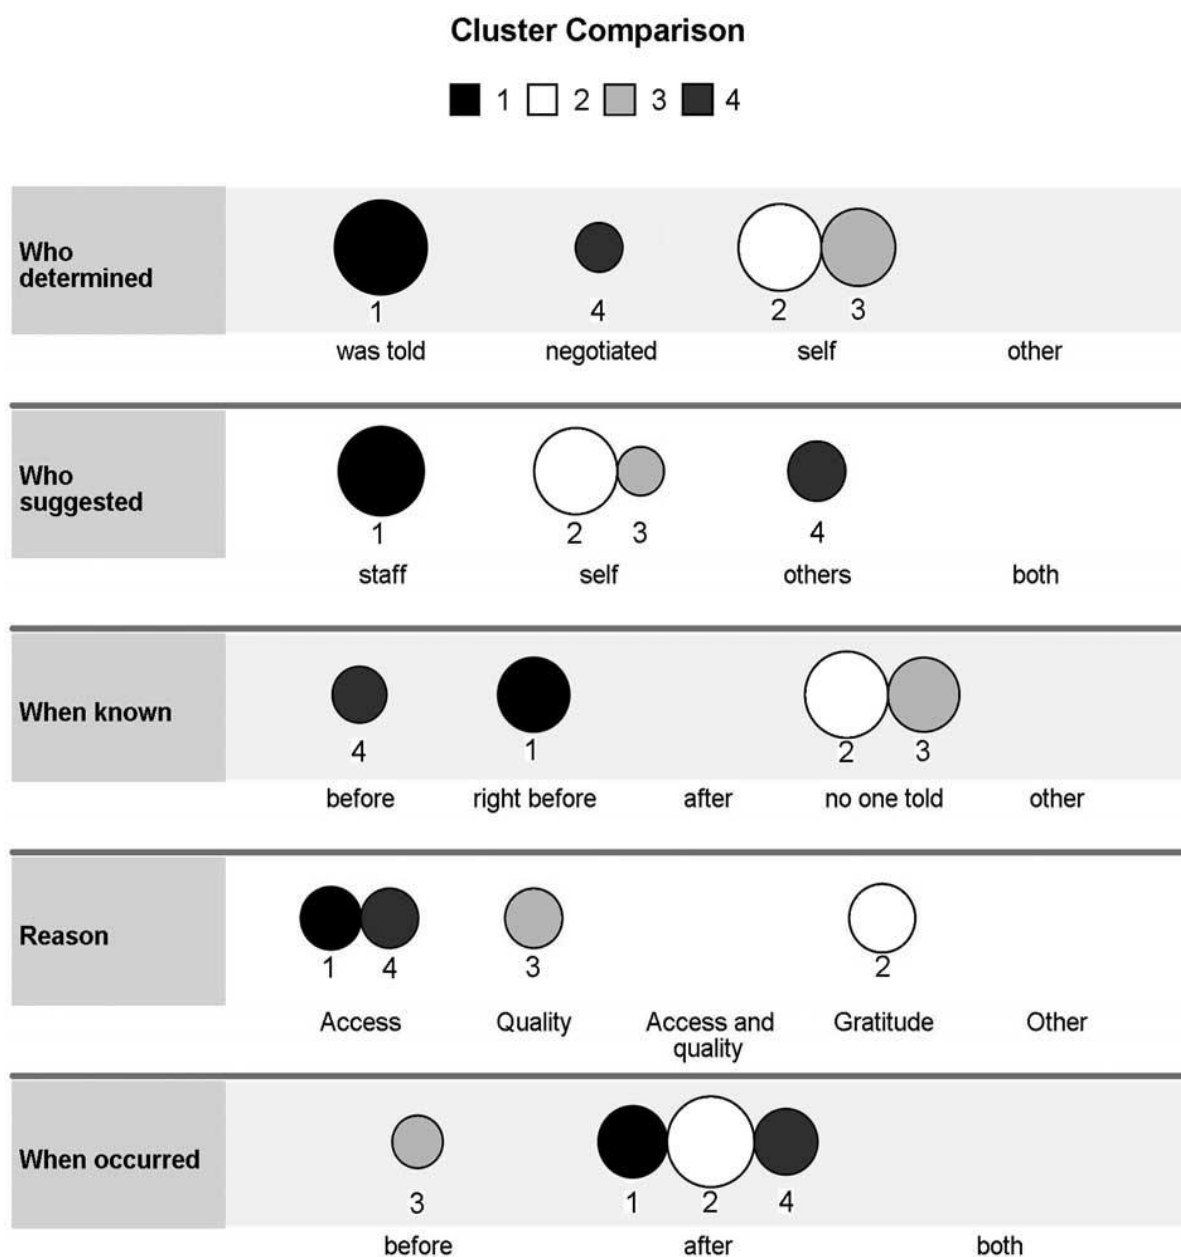 Cluster Comparison
1 2 3 4
Who
determined
1 4 2 3
was told negotiated self other
Who
suggested
1 2 3 4
staff self others both
When known
4 1 2 3
before right before after no one told other
Reason
1 4 3 2
Access Quality Access and Gratitude Other
quality
When occurred
3 1 2 4
before after both